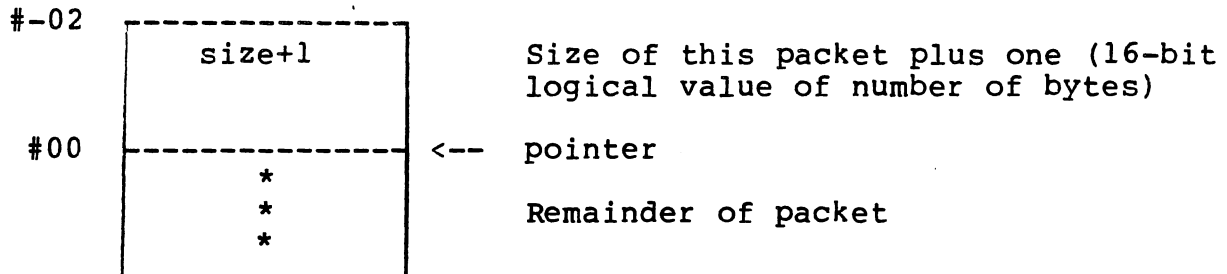 #-02
size+1 Size of this packet plus one (16-bit
logical value of number of bytes)
#00 <-- pointer
*
* Remainder of packet
*